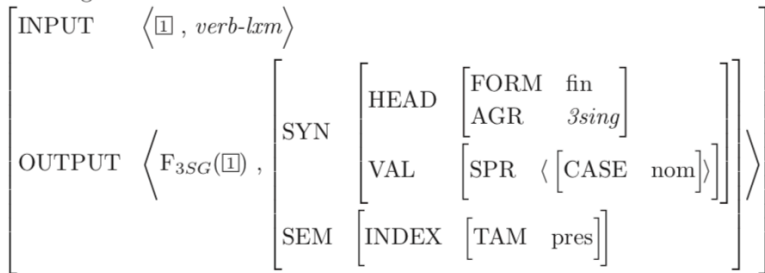 INPUT ⟨ 1 , verb-lxm ⟩
FORM fin
HEAD
AGR 3sing
SYN
OUTPUT ⟨ F3SG( 1 ) ,
VAL [SPR ⟨ [CASE nom] ⟩]
⟩
SEM [INDEX [TAM pres]]